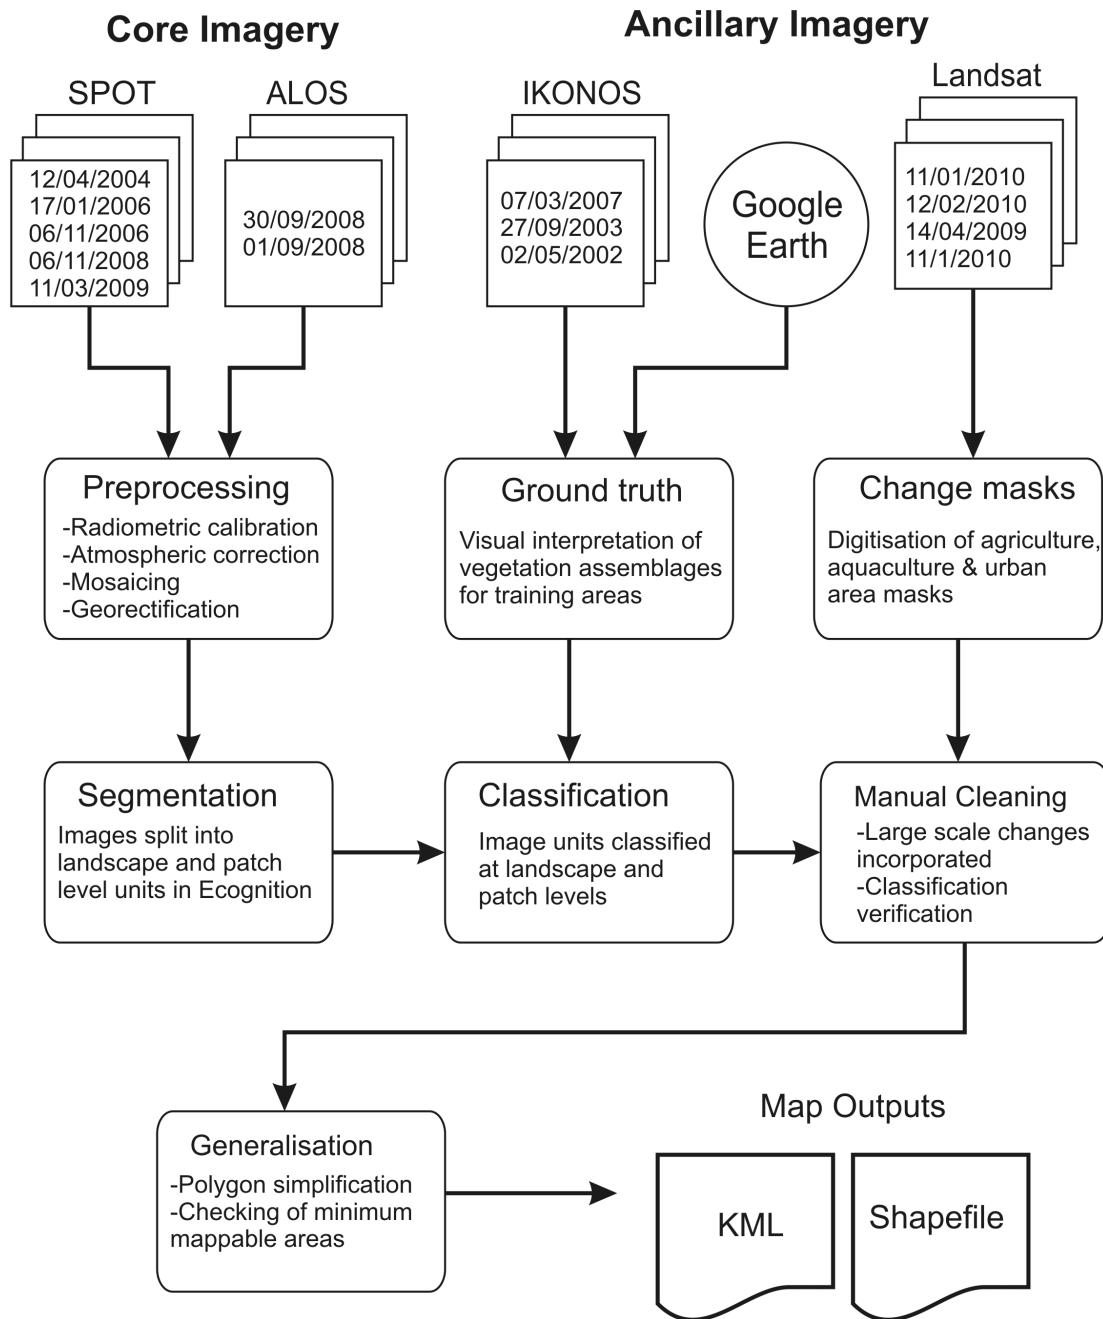 Core Imagery
Ancillary Imagery
SPOT
ALOS
IKONOS
Landsat
12/04/2004
17/01/2006
06/11/2006
06/11/2008
11/03/2009
30/09/2008
01/09/2008
07/03/2007
27/09/2003
02/05/2002
Google
Earth
11/01/2010
12/02/2010
14/04/2009
11/1/2010
Preprocessing
-Radiometric calibration
-Atmospheric correction
-Mosaicing
-Georectification
Ground truth
Visual interpretation of
vegetation assemblages
for training areas
Change masks
Digitisation of agriculture,
aquaculture & urban
area masks
Segmentation
Images split into
landscape and patch
level units in Ecognition
Classification
Image units classified
at landscape and
patch levels
Manual Cleaning
-Large scale changes
incorporated
-Classification
verification
Generalisation
-Polygon simplification
-Checking of minimum
mappable areas
Map Outputs
KML
Shapefile